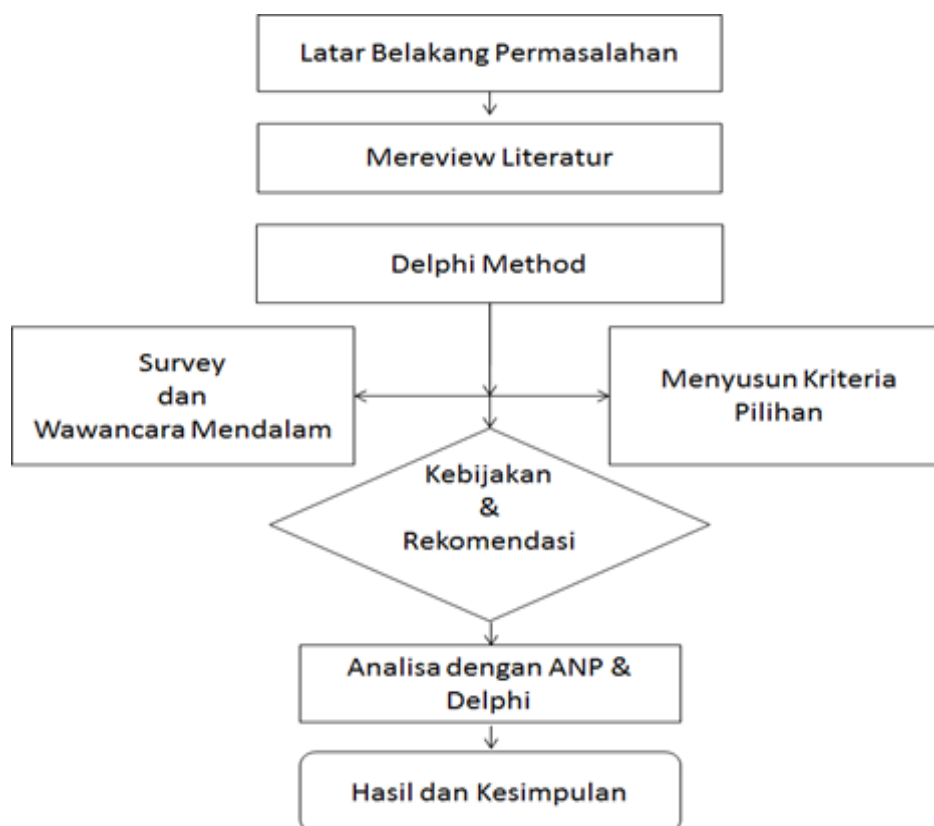 Latar Belakang Permasalahan
Mereview Literatur
Delphi Method
Survey
dan
Wawancara Mendalam
Menyusun Kriteria
Pilihan
Kebijakan
&
Rekomendasi
Analisa dengan ANP &
Delphi
Hasil dan Kesimpulan